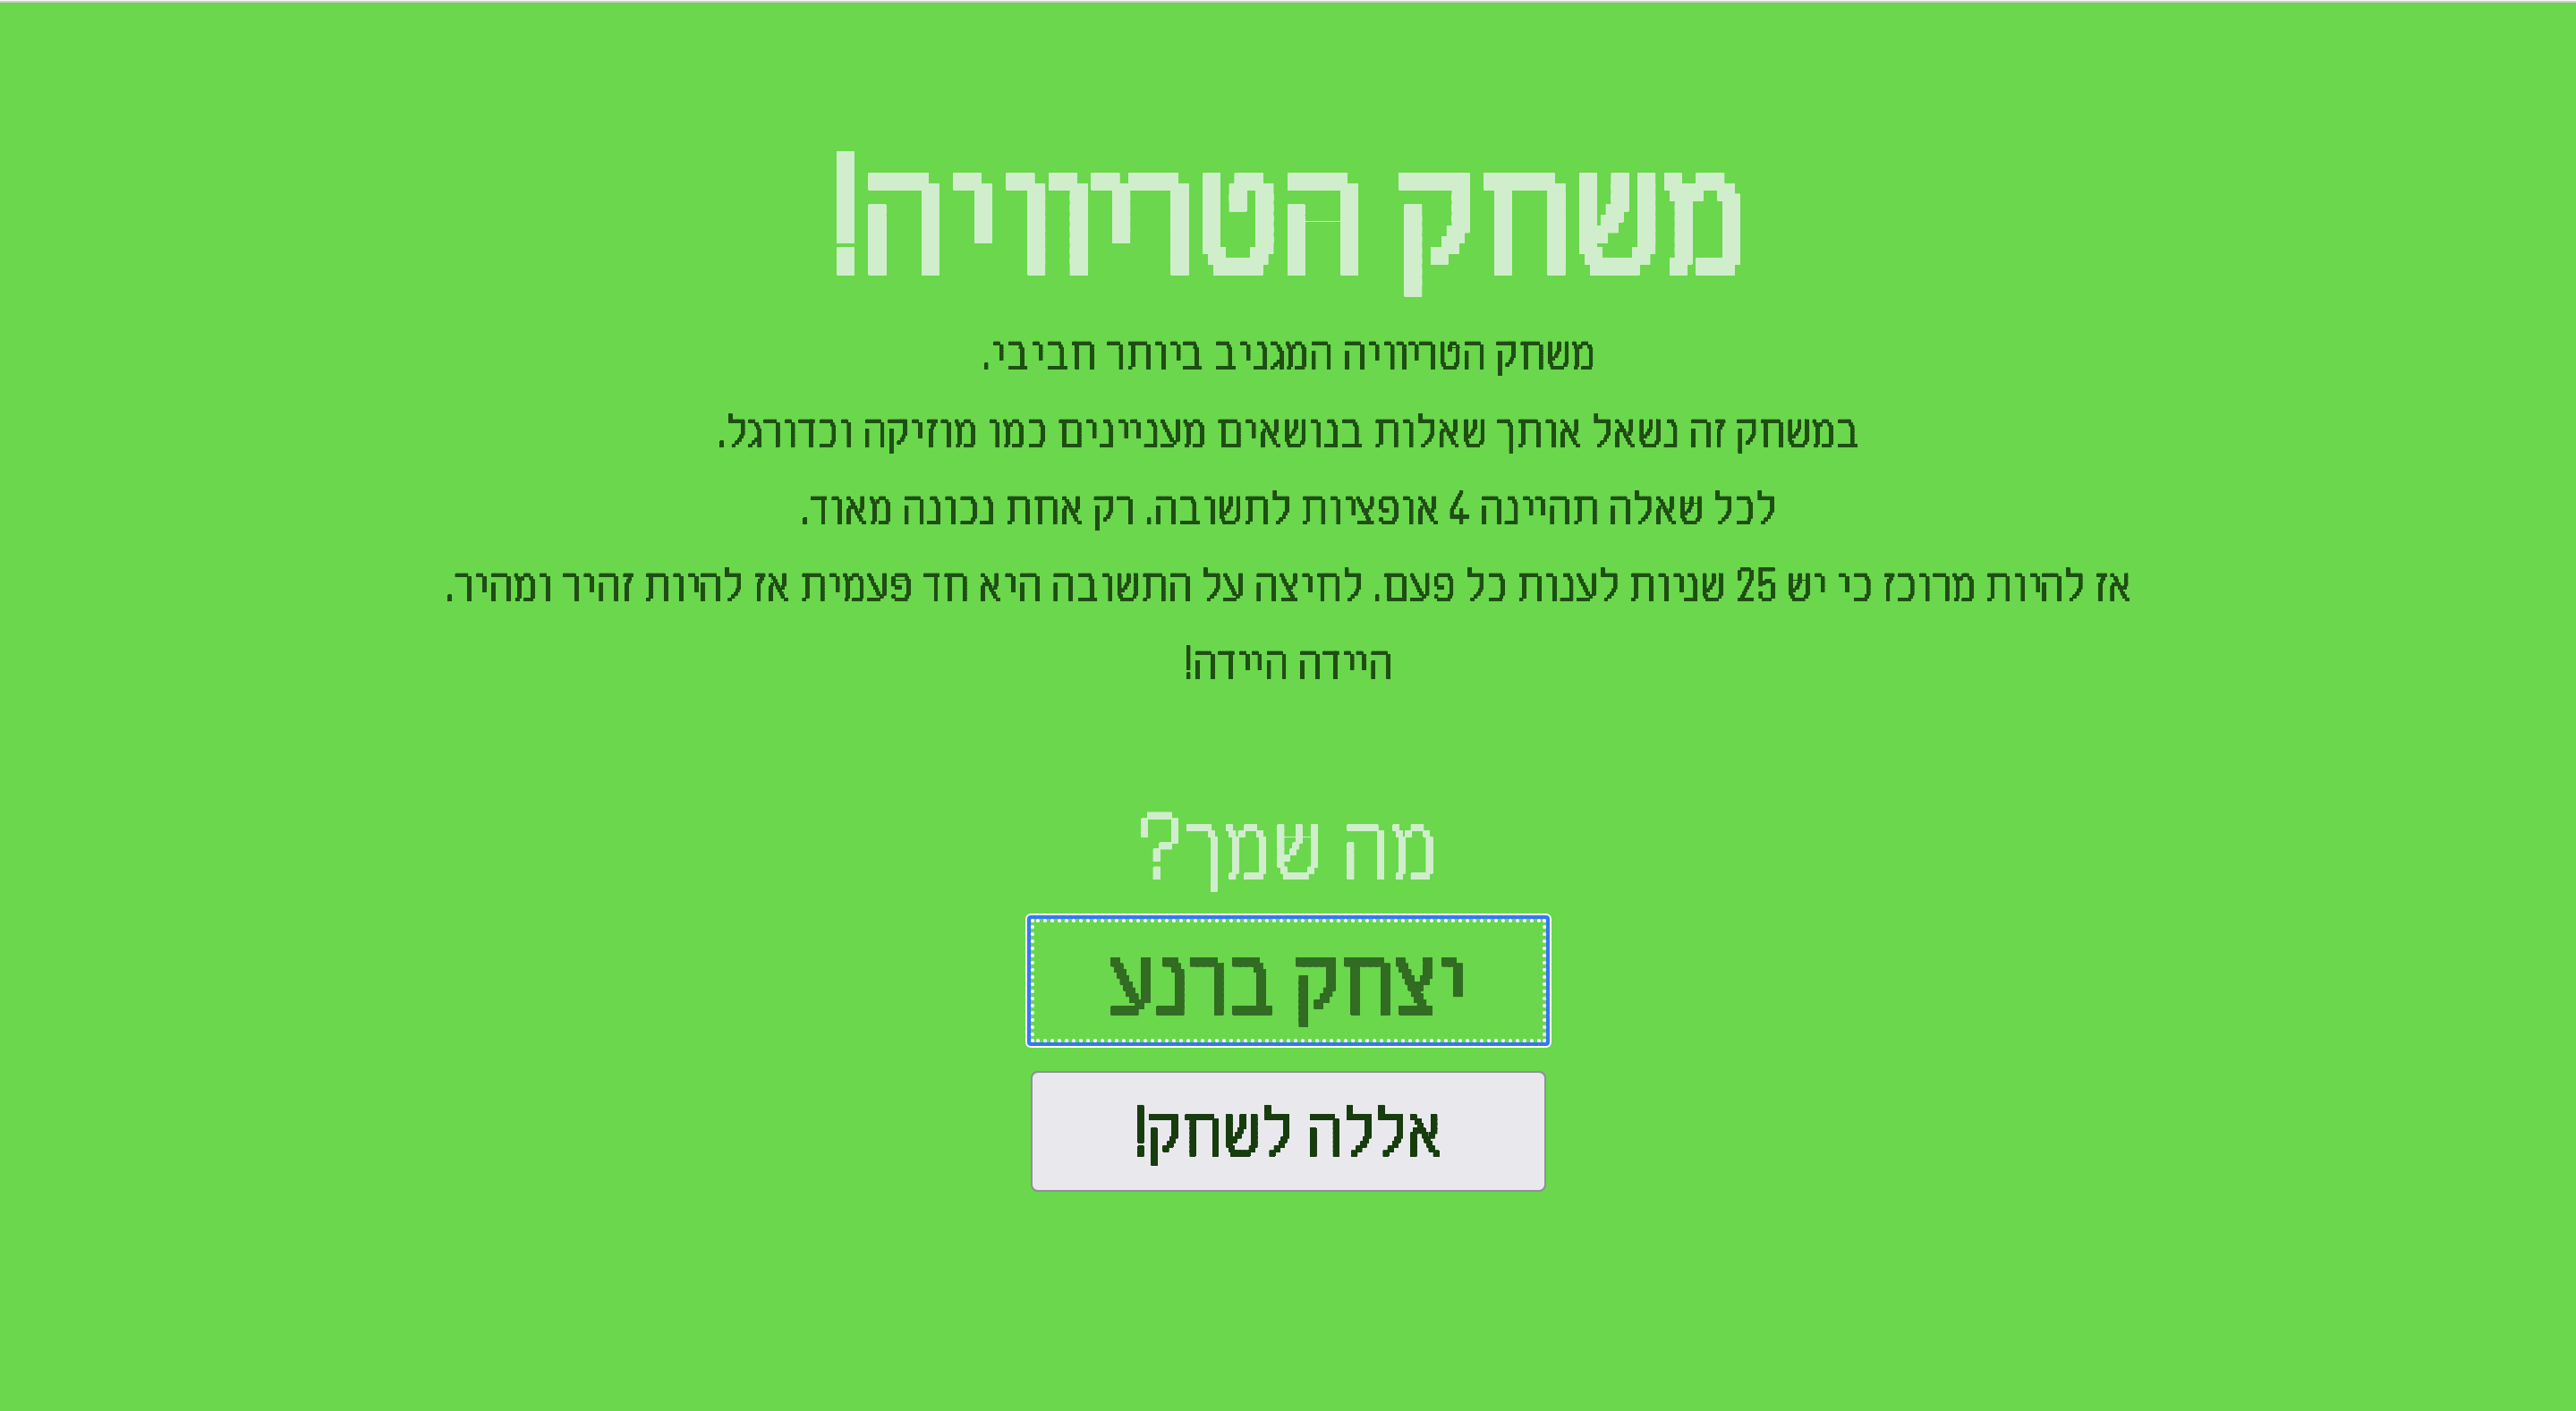 משחק הטריוויה!
משחק הטריוויה המגניב ביותר חביבי.
במשחק זה נשאל אותך שאלות בנושאים מעניינים כמו מוזיקה וכדורגל.
לכל שאלה תהיינה 4 אופציות לתשובה. רק אחת נכונה מאוד.
אז להיות מרוכז כי יש 25 שניות לענות כל פעם. לחיצה על התשובה היא חד פעמית אז להיות זהיר ומהיר.
היידה היידה!
מה שמך?
יצחק ברנע
אללה לשחק!